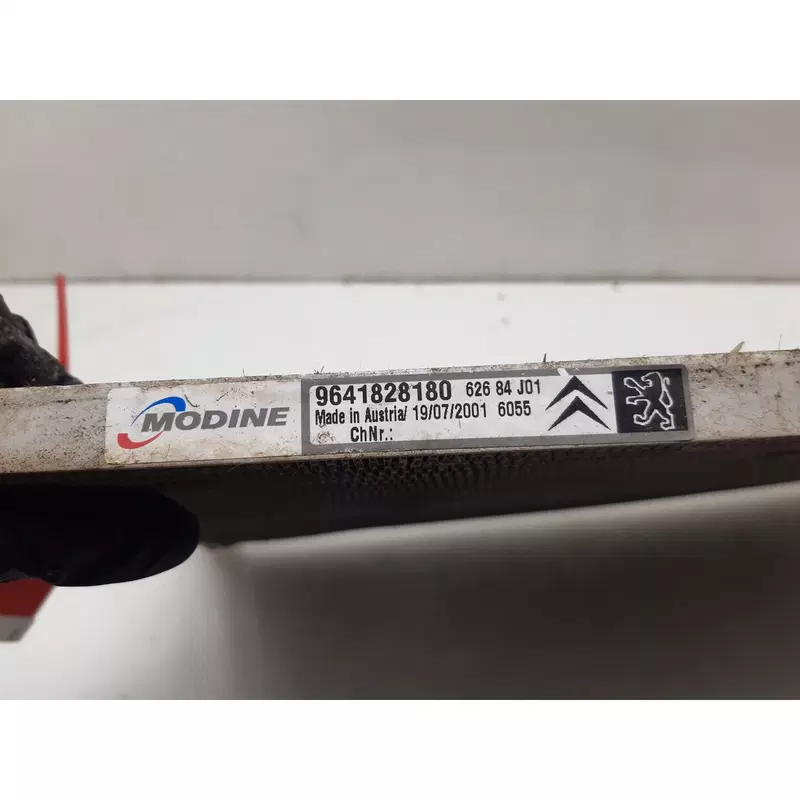 MODINE
9641828180 626 84 J01
Made in Austria/ 19/07/2001 6055
ChNr.: